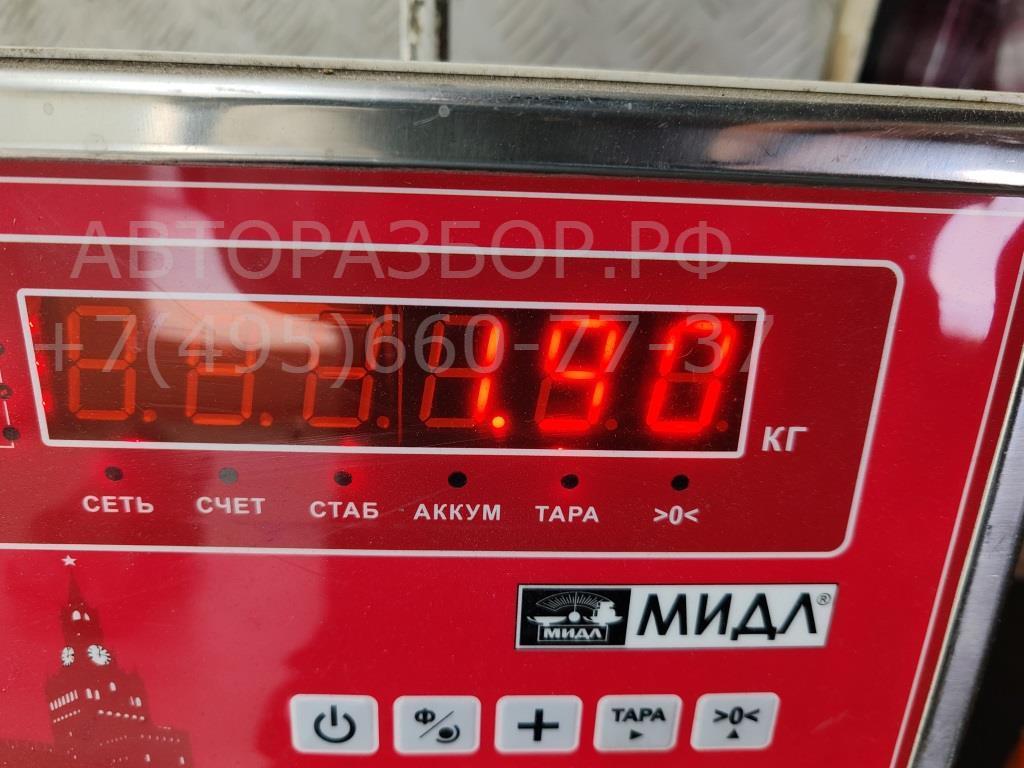 АВТОРАЗБОР.РФ
+7(495)660-77-37
1.90
КГ
СЕТЬ СЧЕТ СТАБ АККУМ ТАРА >0<
МИДЛ МИДЛ®
Ф ТАРА >0<